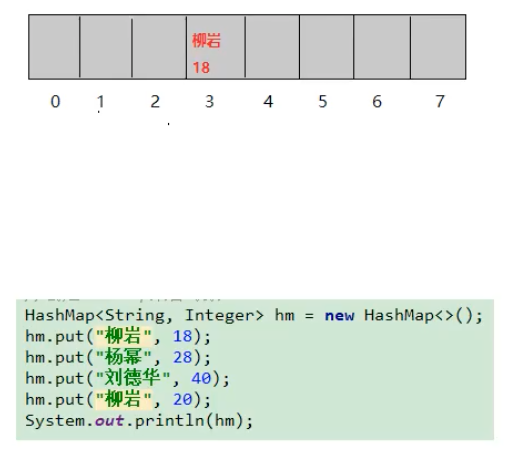 柳岩
18
0 1 2 3 4 5 6 7
HashMap<String, Integer> hm = new HashMap<>();
hm.put("柳岩", 18);
hm.put("杨幂", 28);
hm.put("刘德华", 40);
hm.put("柳岩", 20);
System.out.println(hm);